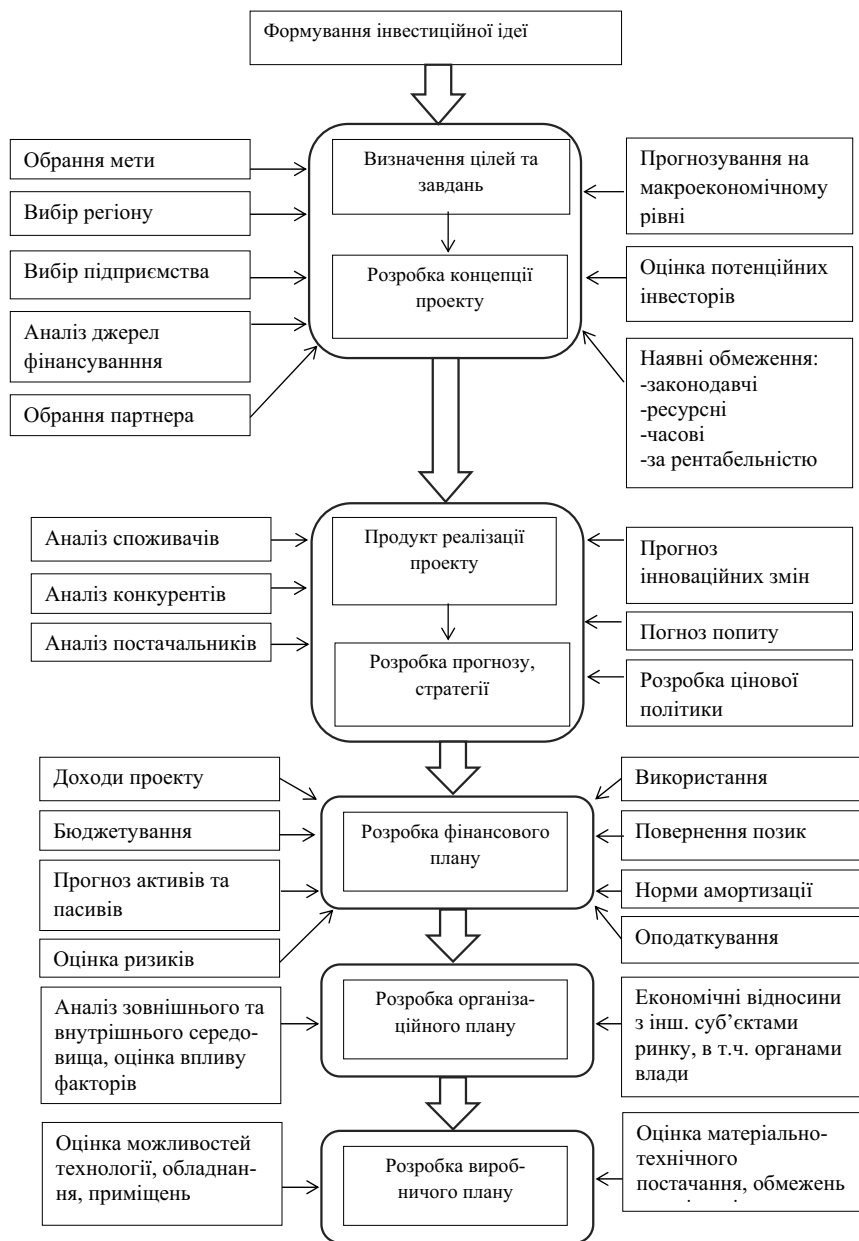 Формування інвестиційної ідеї
Обрання мети
Вибір регіону
Вибір підприємства
Аналіз джерел
фінансуванння
Обрання партнера
Визначення цілей та
завдань
Розробка концепції
проекту
Прогнозування на
макроекономічному
рівні
Оцінка потенційних
інвесторів
Наявні обмеження:
-законодавчі
-ресурсні
-часові
-за рентабельністю
Аналіз споживачів
Аналіз конкурентів
Аналіз постачальників
Продукт реалізації
проекту
Розробка прогнозу,
стратегії
Прогноз
інноваційних змін
Погноз попиту
Розробка цінової
політики
Доходи проекту
Бюджетування
Прогноз активів та
пасивів
Оцінка ризиків
Розробка фінансового
плану
Використання
Повернення позик
Норми амортизації
Оподаткування
Аналіз зовнішнього та
внутрішнього середо-
вища, оцінка впливу
факторів
Розробка організа-
ційного плану
Економічні відносини
з інш. суб’єктами
ринку, в т.ч. органами
влади
Оцінка можливостей
технології, обладнан-
ня, приміщень
Розробка вироб-
ничого плану
Оцінка матеріально-
технічного
постачання, обмежень